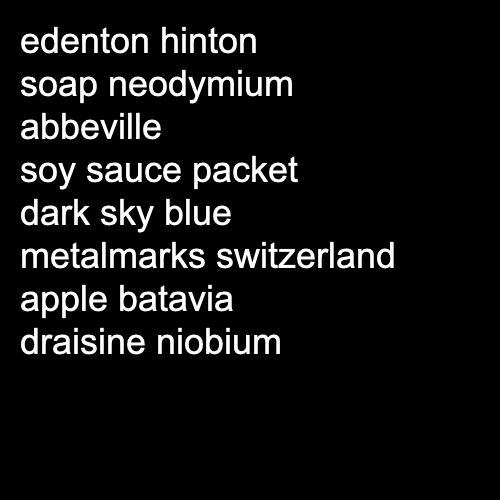 edenton hinton
soap neodymium
abbeville
soy sauce packet
dark sky blue
metalmarks switzerland
apple batavia
draisine niobium